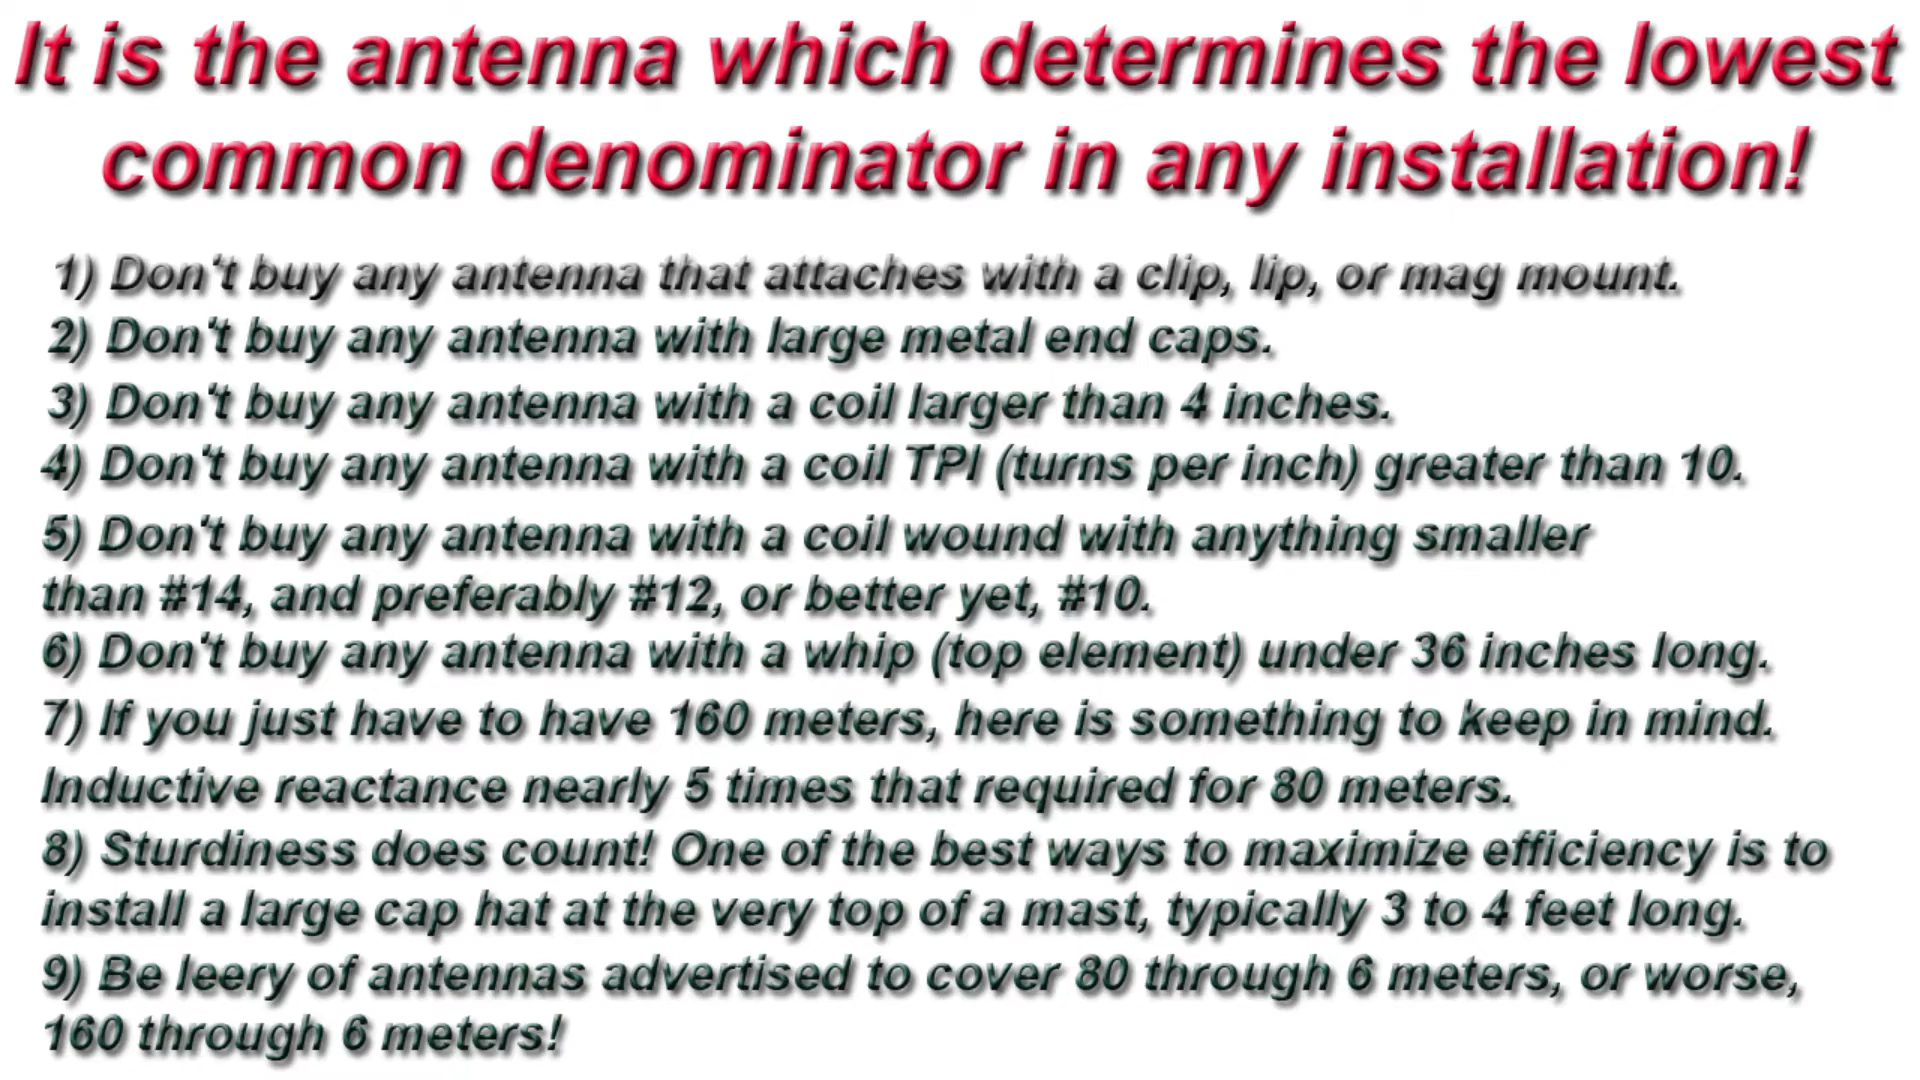 It is the antenna which determines the lowest
common denominator in any installation!
1) Don't buy any antenna that attaches with a clip, lip, or mag mount.
2) Don't buy any antenna with large metal end caps.
3) Don't buy any antenna with a coil larger than 4 inches.
4) Don't buy any antenna with a coil TPI (turns per inch) greater than 10.
5) Don't buy any antenna with a coil wound with anything smaller
than #14, and preferably #12, or better yet, #10.
6) Don't buy any antenna with a whip (top element) under 36 inches long.
7) If you just have to have 160 meters, here is something to keep in mind.
Inductive reactance nearly 5 times that required for 80 meters.
8) Sturdiness does count! One of the best ways to maximize efficiency is to
install a large cap hat at the very top of a mast, typically 3 to 4 feet long.
9) Be leery of antennas advertised to cover 80 through 6 meters, or worse,
160 through 6 meters!